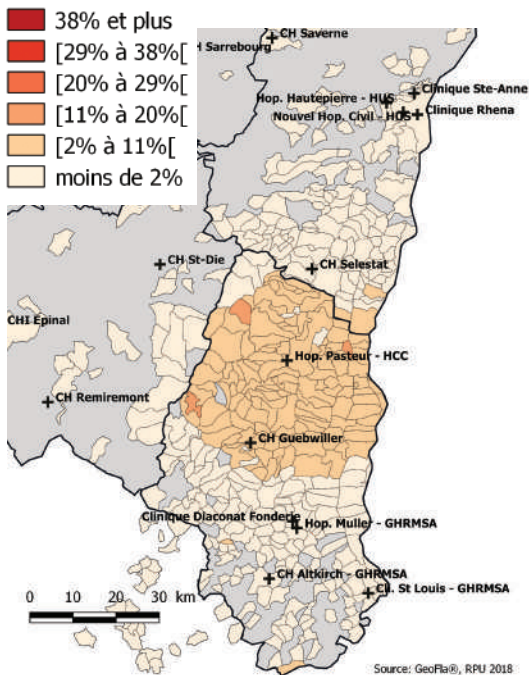 38% et plus
[29% à 38%[
[20% à 29%[
[11% à 20%[
[2% à 11%[
moins de 2%
CH Saverne
H Sarrebourg
Clinique Ste-Anne
Hop. Hautepierre - HUS
Nouvel Hop. Civil - HUS
Clinique Rhena
CH St-Die
CH Selestat
CHI Epinal
Hop. Pasteur - HCC
CH Remiremont
CH Guebwiller
Clinique Diaconat Fonderie
Hop. Muller - GHRMSA
CH Altkirch - GHRMSA
CH. St Louis - GHRMSA
0 10 20 30 km
Source: GeoFla®, RPU 2018